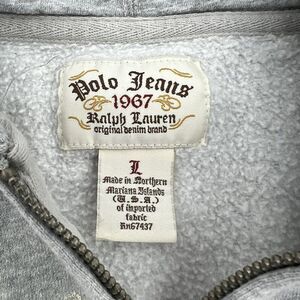 Polo Jeans
1967
Ralph Lauren
original denim brand
L
Made in Northern
Mariana Islands
(U.S.A.)
of imported
fabric
Rn67437